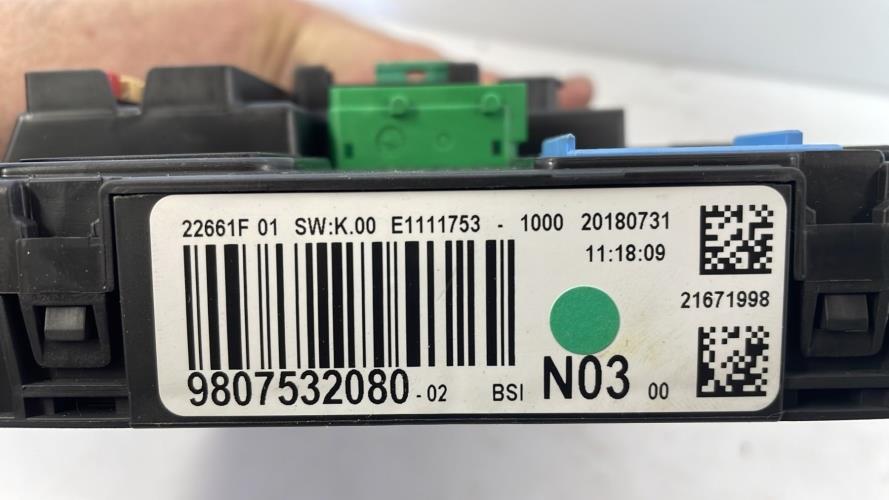 22661F 01 SW:K.00 E1111753 - 1000 20180731
11:18:09
21671998
9807532080 - 02 BSI N03 00